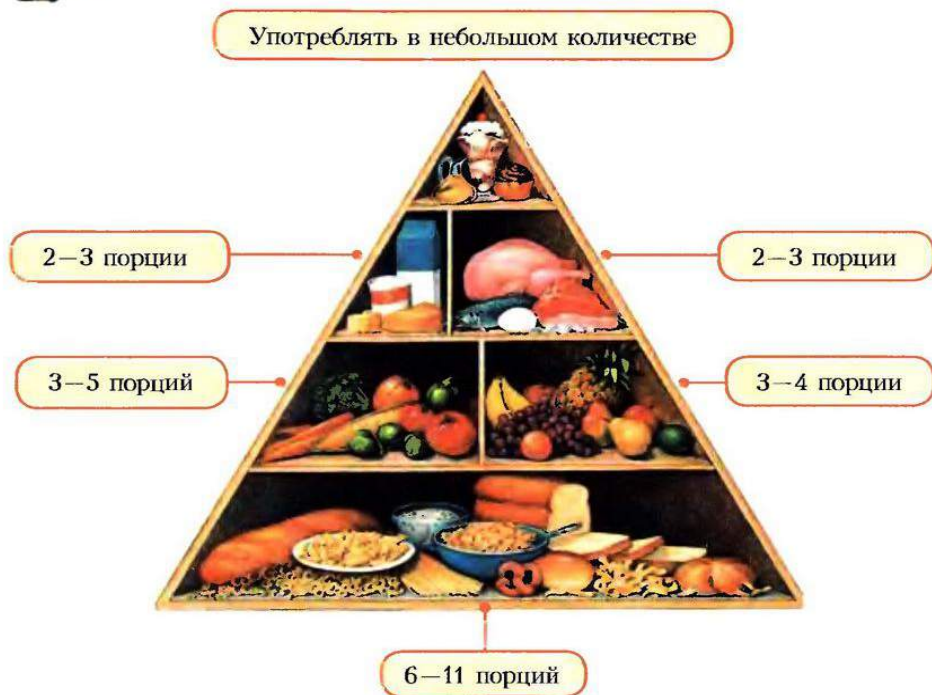 Употреблять в небольшом количестве
2—3 порции
2—3 порции
3—5 порций
3—4 порции
6—11 порций